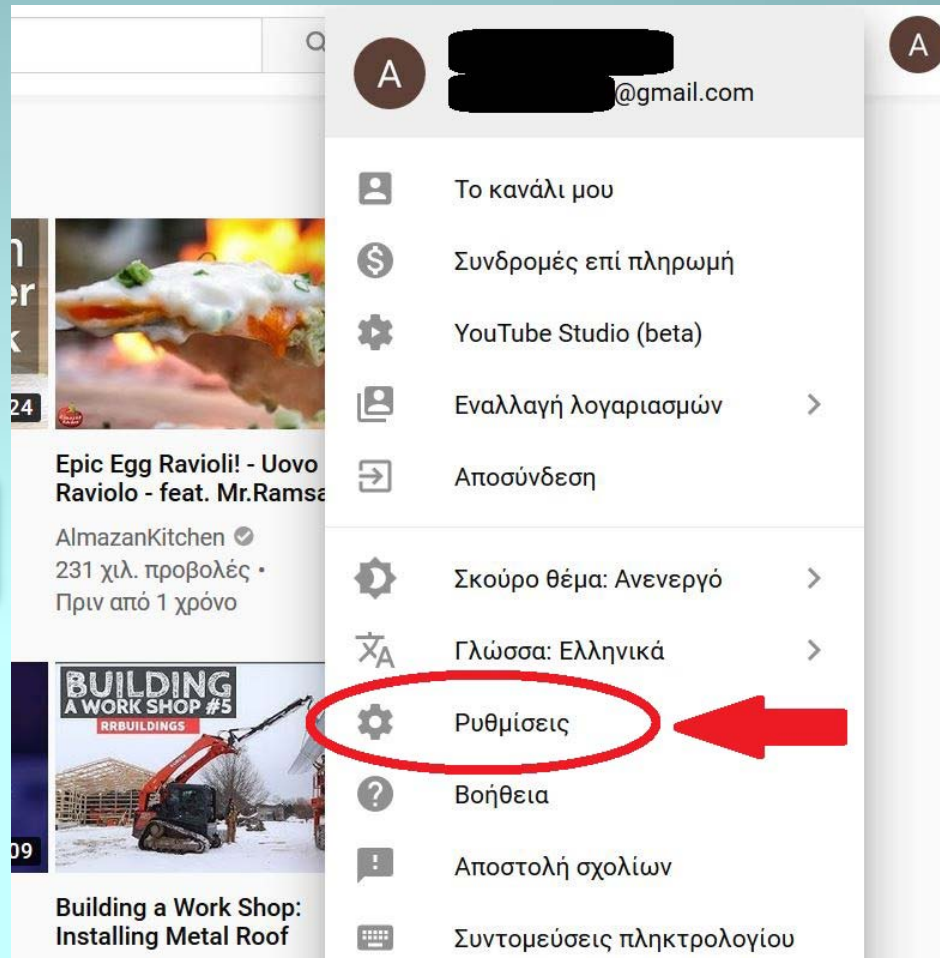 A
@gmail.com
A
Το κανάλι μου
Συνδρομές επί πληρωμή
YouTube Studio (beta)
Εναλλαγή λογαριασμών
Αποσύνδεση
Σκούρο θέμα: Ανενεργό
Γλώσσα: Ελληνικά
Ρυθμίσεις
Βοήθεια
Αποστολή σχολίων
Συντομεύσεις πληκτρολογίου
24
Epic Egg Ravioli! - Uovo
Raviolo - feat. Mr.Ramsa
AlmazanKitchen
231 χιλ. προβολές •
Πριν από 1 χρόνο
BUILDING
A WORK SHOP #5
RRBUILDINGS
09
Building a Work Shop:
Installing Metal Roof